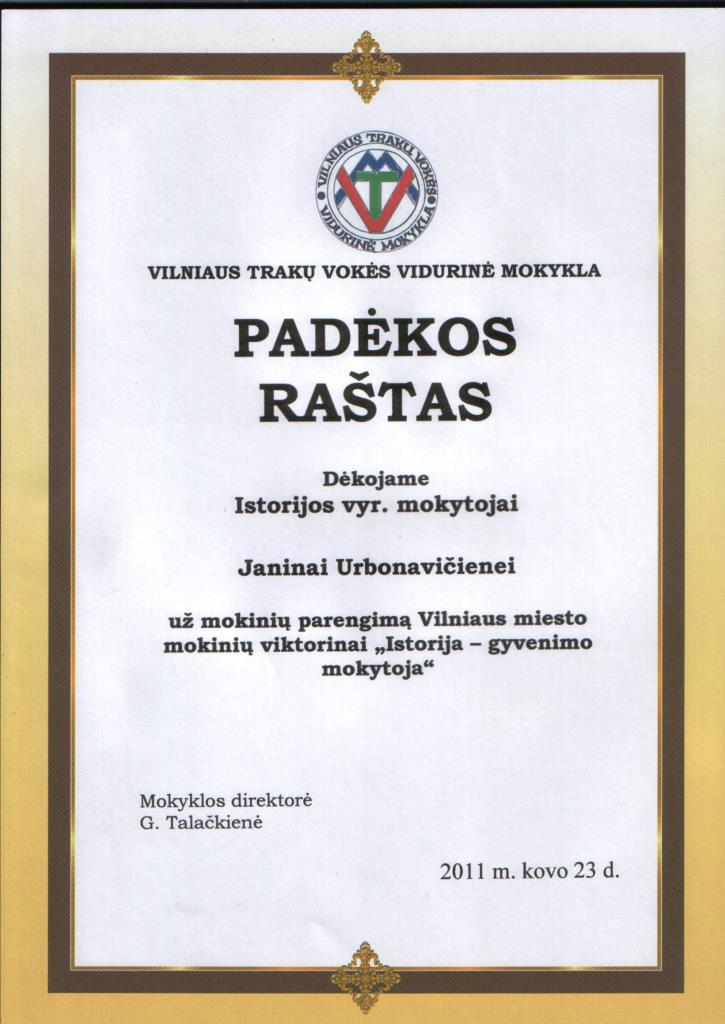 VILNIAUS TRAKŲ VOKĖS
VIDURINĖ MOKYKLA
VILNIAUS TRAKŲ VOKĖS VIDURINĖ MOKYKLA
PADĖKOS
RAŠTAS
Dėkojame
Istorijos vyr. mokytojai
Janinai Urbonavičienei
už mokinių parengimą Vilniaus miesto
mokinių viktorinai „Istorija – gyvenimo
mokytoja“
Mokyklos direktorė
G. Talačkienė
2011 m. kovo 23 d.